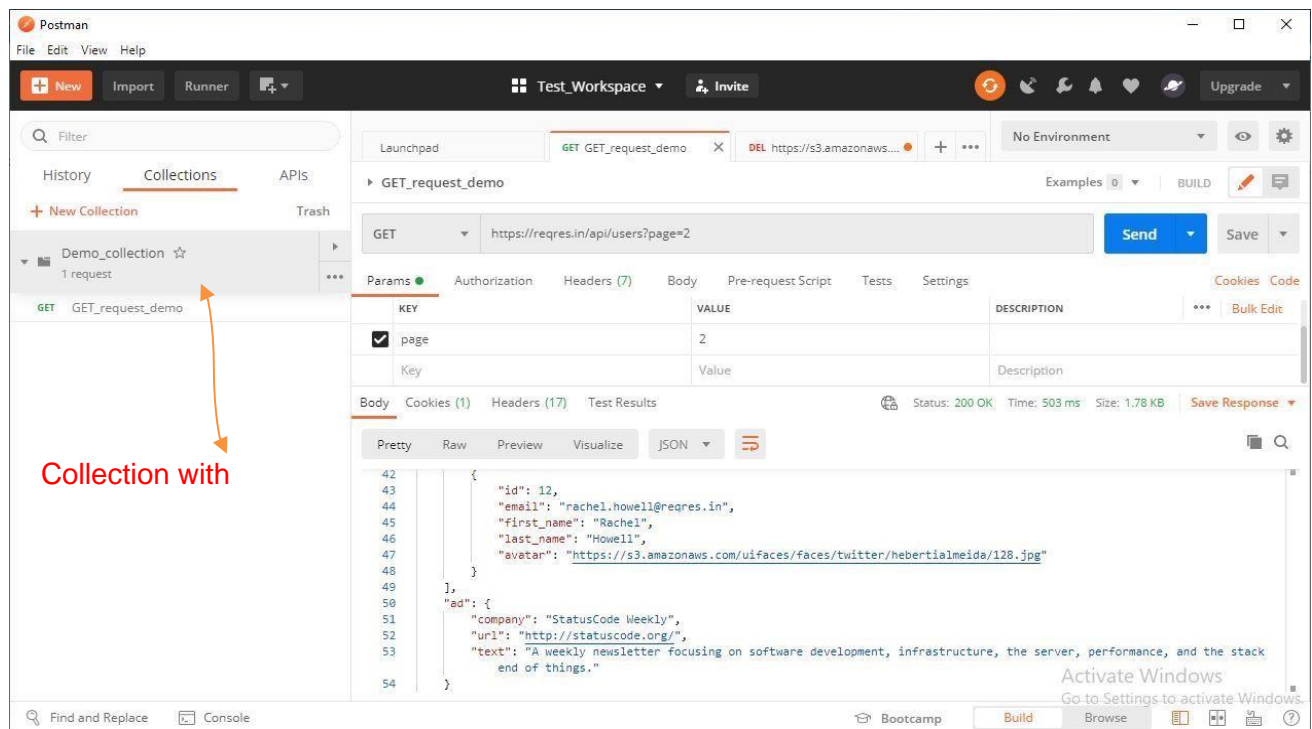 Postman
File Edit View Help
New Import Runner Test_Workspace Invite Upgrade
Filter
History Collections APIs
+ New Collection Trash
Demo_collection
1 request
GET GET_request_demo
Collection with
Launchpad GET GET_request_demo DEL https://s3.amazonaws.... No Environment
GET_request_demo Examples 0 BUILD
GET https://reqres.in/api/users?page=2 Send Save
Params Authorization Headers (7) Body Pre-request Script Tests Settings Cookies Code
KEY VALUE DESCRIPTION ••• Bulk Edit
page 2
Key Value Description
Body Cookies (1) Headers (17) Test Results Status: 200 OK Time: 503 ms Size: 1.78 KB Save Response
Pretty Raw Preview Visualize JSON
42 {
43 "id": 12,
44 "email": "rachel.howell@reqres.in",
45 "first_name": "Rachel",
46 "last_name": "Howell",
47 "avatar": "https://s3.amazonaws.com/uifaces/faces/twitter/hebertialmeida/128.jpg"
48 }
49 ],
50 "ad": {
51 "company": "StatusCode Weekly",
52 "url": "http://statuscode.org/",
53 "text": "A weekly newsletter focusing on software development, infrastructure, the server, performance, and the stack
end of things."
54 }
Activate Windows
Go to Settings to activate Windows.
Find and Replace Console Bootcamp Build Browse